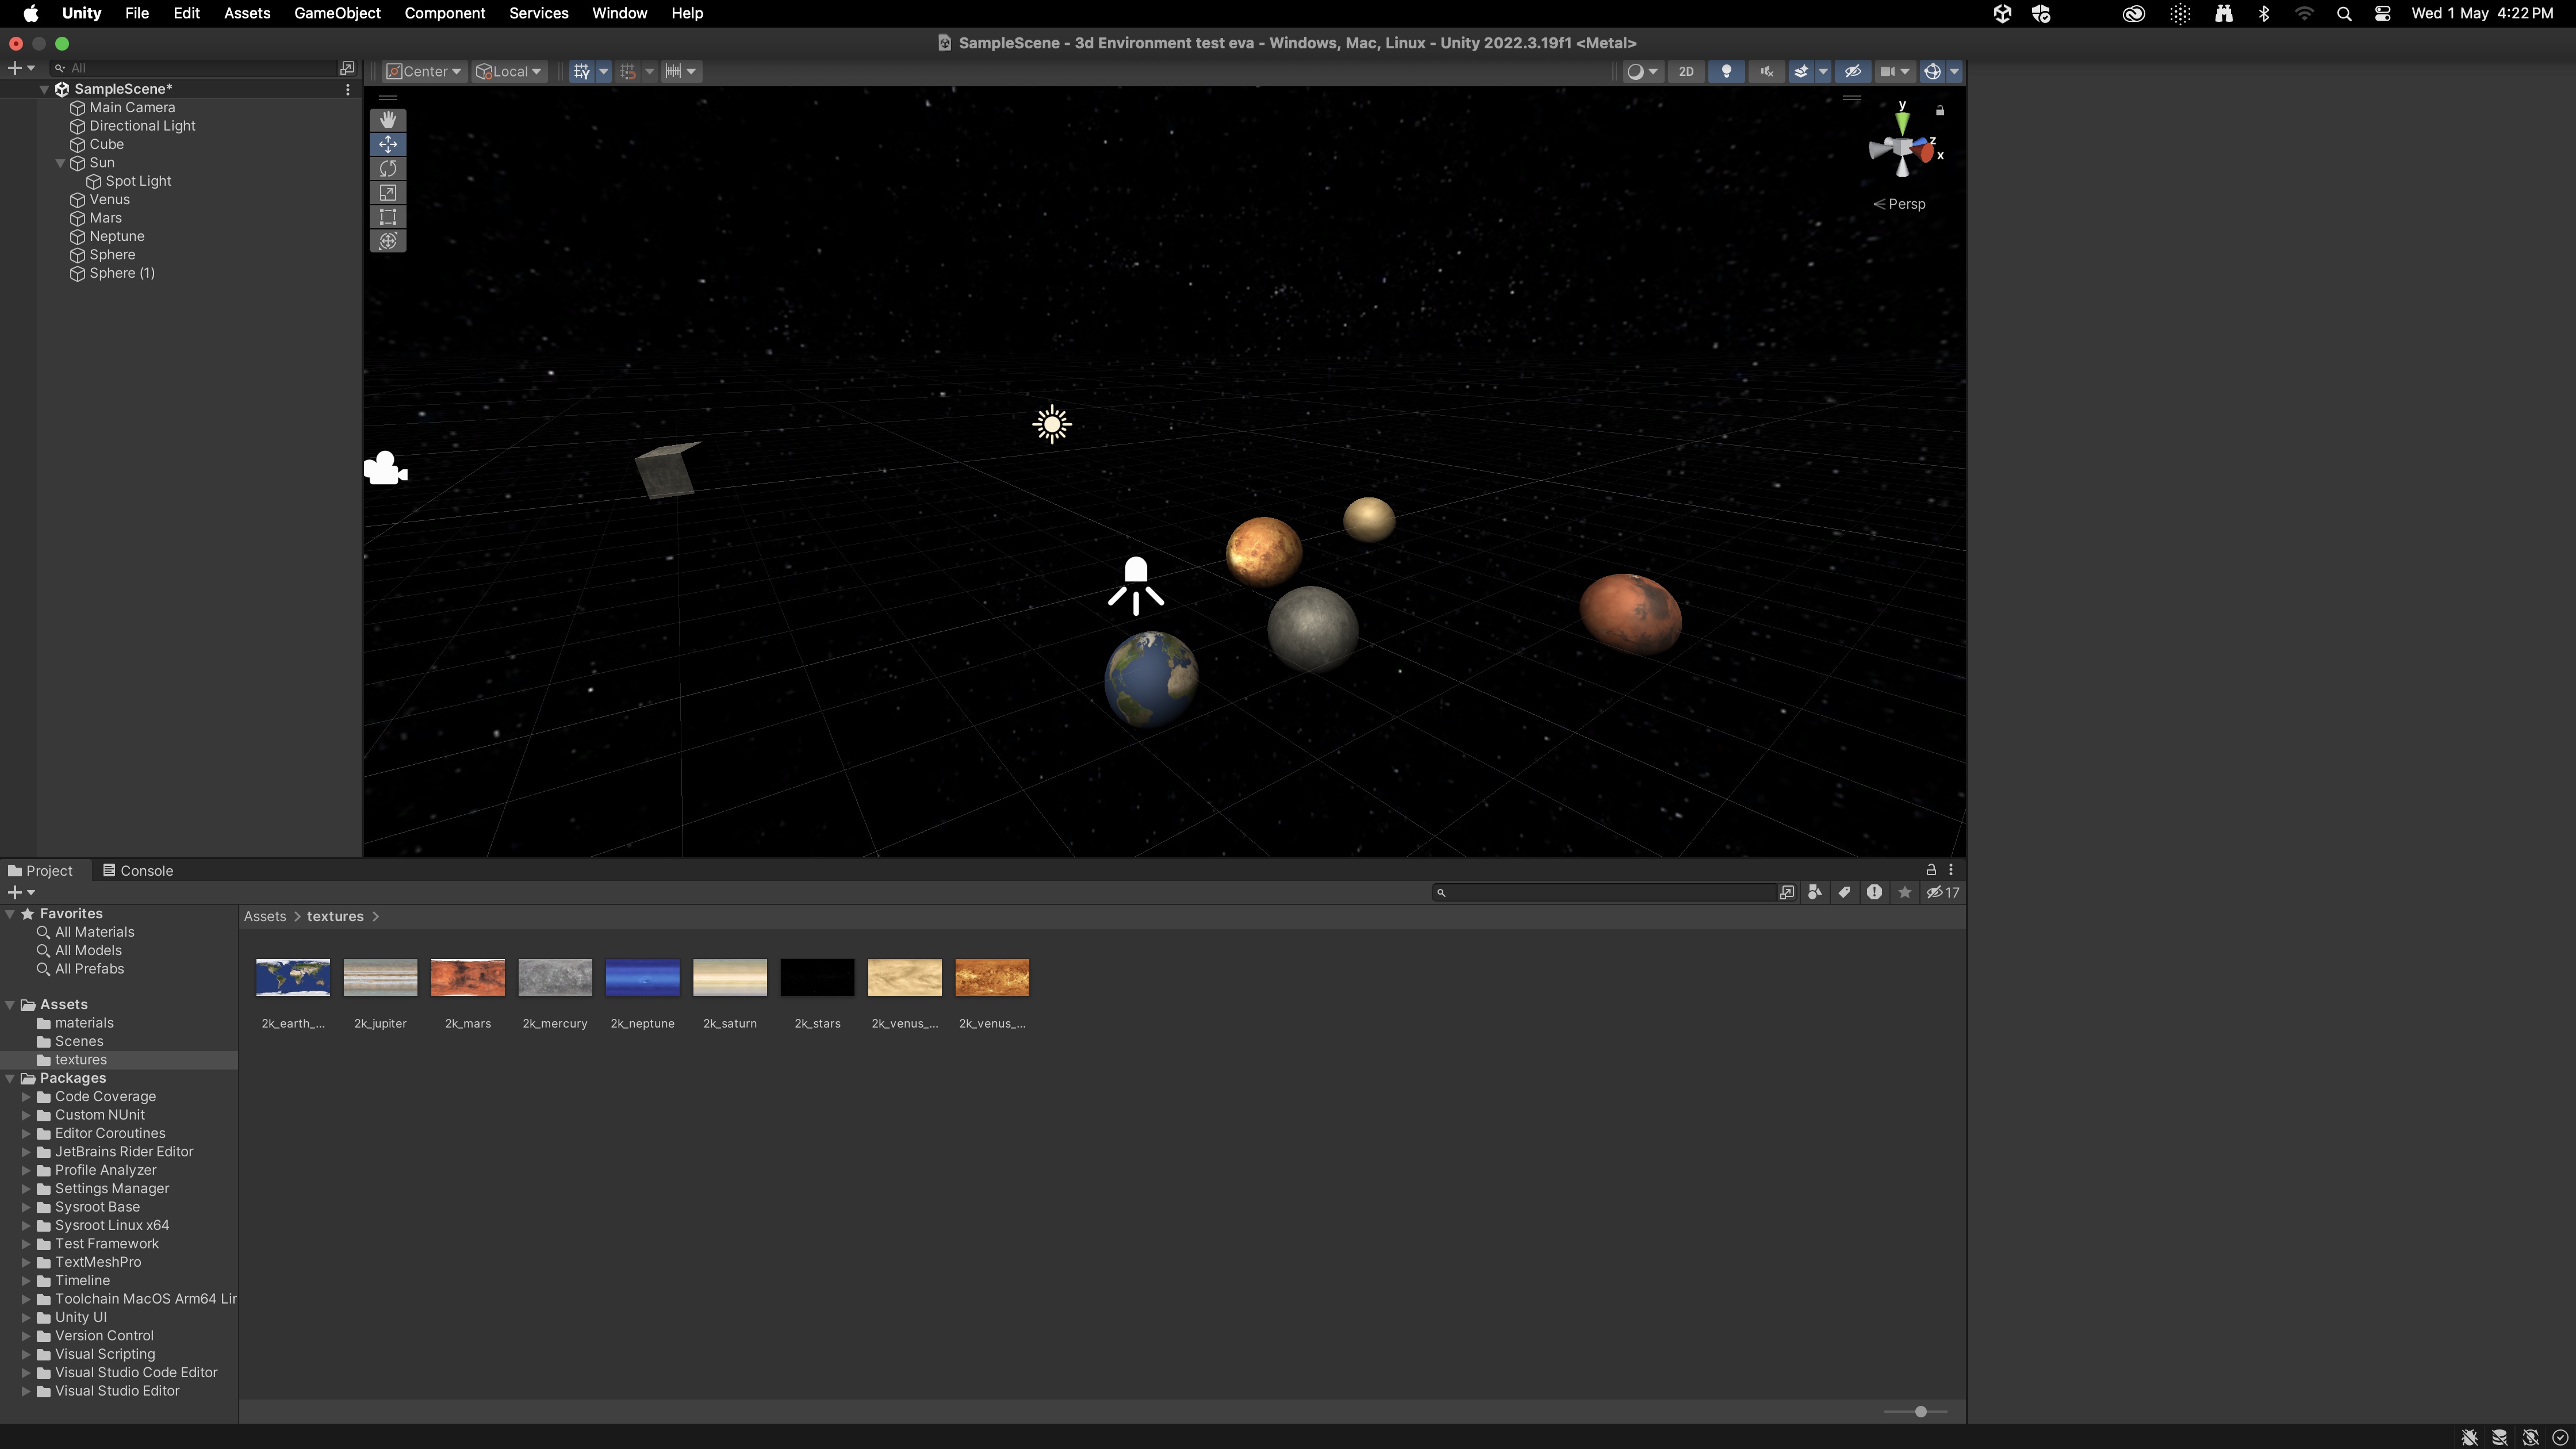 Unity File Edit Assets GameObject Component Services Window Help Wed 1 May 4:22 PM
SampleScene - 3d Environment test eva - Windows, Mac, Linux - Unity 2022.3.19f1 <Metal>
All
Center Local 2D
SampleScene*
Main Camera
Directional Light
Cube
Sun
Spot Light
Venus
Mars
Neptune
Sphere
Sphere (1)
y
z
x
Persp
Project Console
17
Favorites
All Materials
All Models
All Prefabs
Assets
materials
Scenes
textures
Packages
Code Coverage
Custom NUnit
Editor Coroutines
JetBrains Rider Editor
Profile Analyzer
Settings Manager
Sysroot Base
Sysroot Linux x64
Test Framework
TextMeshPro
Timeline
Toolchain MacOS Arm64 Lir
Unity UI
Version Control
Visual Scripting
Visual Studio Code Editor
Visual Studio Editor
Assets > textures >
2k_earth_... 2k_jupiter 2k_mars 2k_mercury 2k_neptune 2k_saturn 2k_stars 2k_venus_... 2k_venus_...